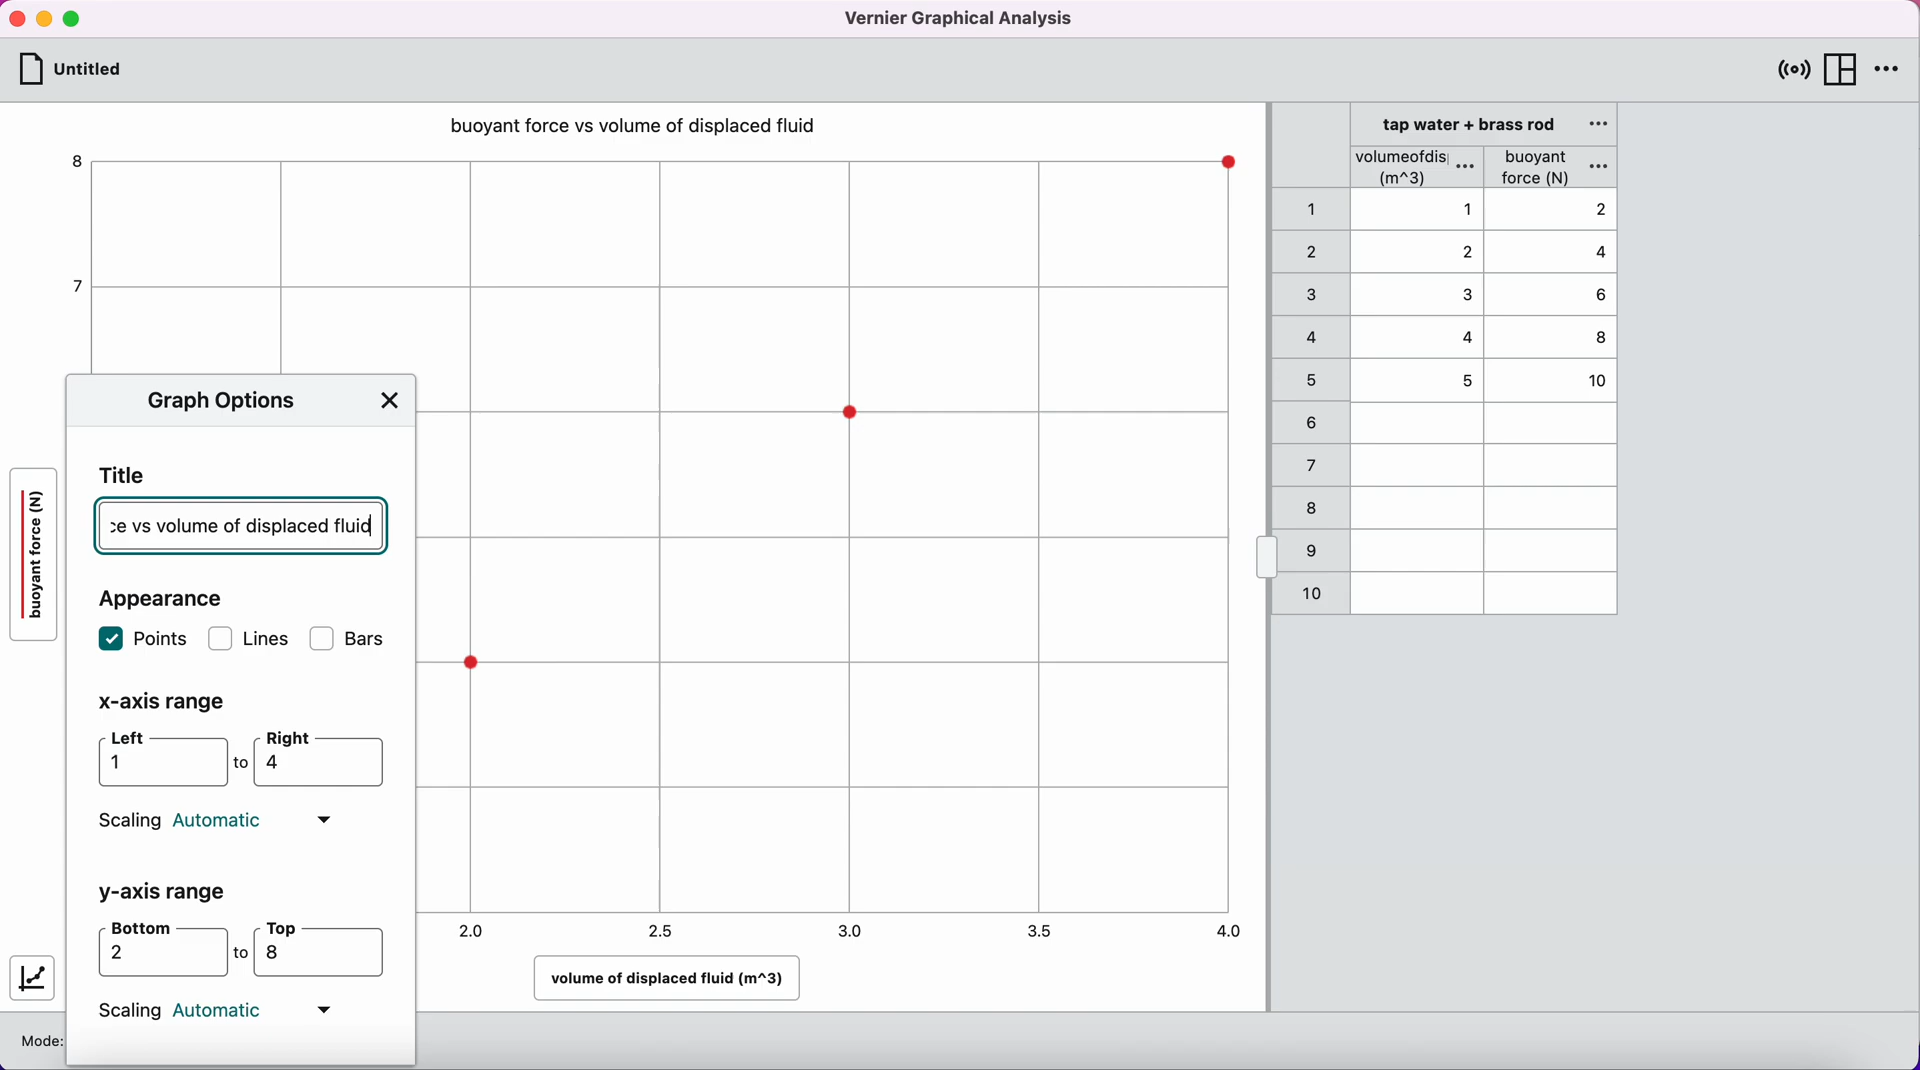 Vernier Graphical Analysis
Untitled
buoyant force vs volume of displaced fluid
8
7
buoyant force (N)
Graph Options
Title
ce vs volume of displaced fluid
Appearance
Points Lines Bars
x-axis range
Left Right
1 to 4
Scaling Automatic
y-axis range
Bottom Top
2 to 8
Scaling Automatic
2.0 2.5 3.0 3.5 4.0
volume of displaced fluid (m^3)
Mode:
tap water + brass rod
volumeofdis buoyant
(m^3) force (N)
1 1 2
2 2 4
3 3 6
4 4 8
5 5 10
6
7
8
9
10